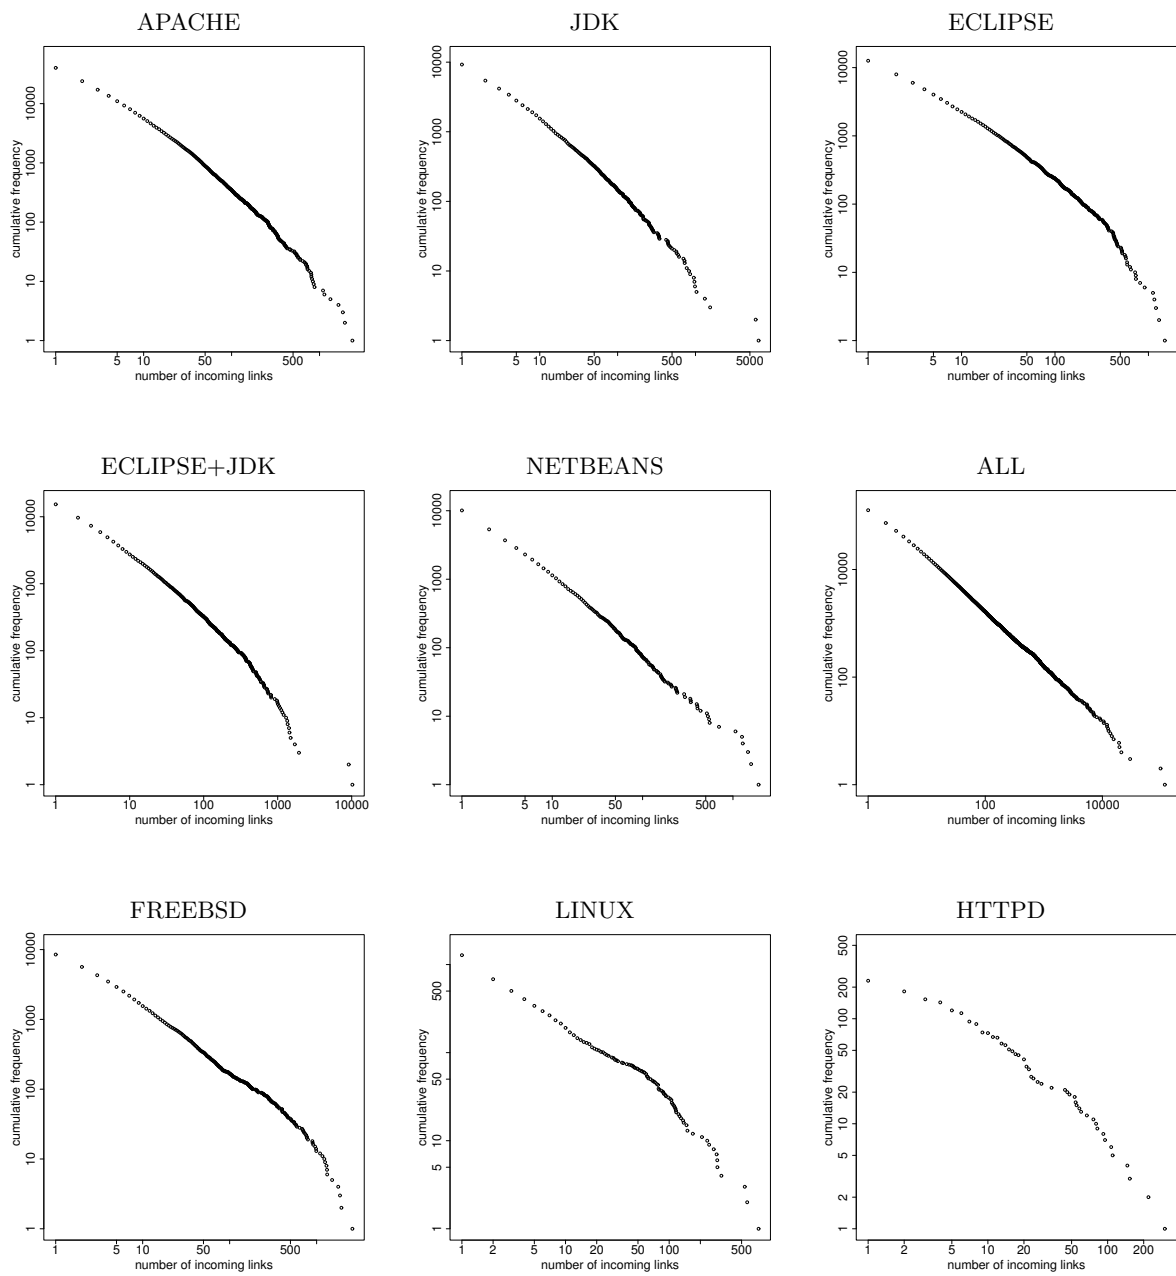 APACHE JDK ECLIPSE
cumulative frequency
1 10 100 1000 10000
1 5 10 50 500
number of incoming links
cumulative frequency
1 10 100 1000 10000
1 5 10 50 500 5000
number of incoming links
cumulative frequency
1 10 100 1000 10000
1 5 10 50 100 500
number of incoming links
ECLIPSE+JDK NETBEANS ALL
cumulative frequency
1 10 100 1000 10000
1 10 100 1000 10000
number of incoming links
cumulative frequency
1 10 100 1000 10000
1 5 10 50 500
number of incoming links
cumulative frequency
1 100 10000
1 100 10000
number of incoming links
FREEBSD LINUX HTTPD
cumulative frequency
1 10 100 1000 10000
1 5 10 50 500
number of incoming links
cumulative frequency
1 5 10 50 500
1 2 5 10 20 50 100 500
number of incoming links
cumulative frequency
1 2 5 10 20 50 100 200 500
1 2 5 10 20 50 100 200
number of incoming links